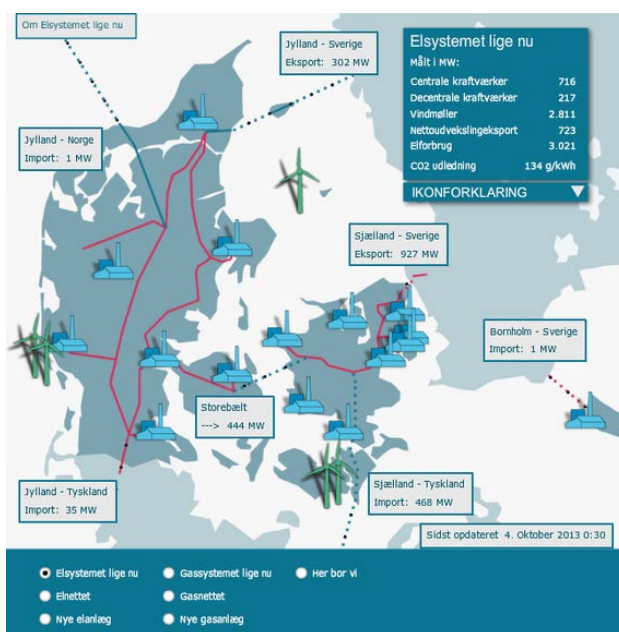 Om Elsystemet lige nu
Jylland - Sverige
Eksport: 302 MW
Elsystemet lige nu
Målt i MW:
Centrale kraftværker 716
Decentrale kraftværker 217
Vindmøller 2.811
Nettoudvekslingeksport 723
Elforbrug 3.021
CO2 udledning 134 g/kWh
IKONFORKLARING
Jylland - Norge
Import: 1 MW
Sjælland - Sverige
Eksport: 927 MW
Bornholm - Sverige
Import: 1 MW
Storebælt
---> 444 MW
Jylland - Tyskland
Import: 35 MW
Sjælland - Tyskland
Import: 468 MW
Sidst opdateret 4. Oktober 2013 0:30
Elsystemet lige nu Gassystemet lige nu Her bor vi
Elnettet Gasnettet
Nye elanlæg Nye gasanlæg